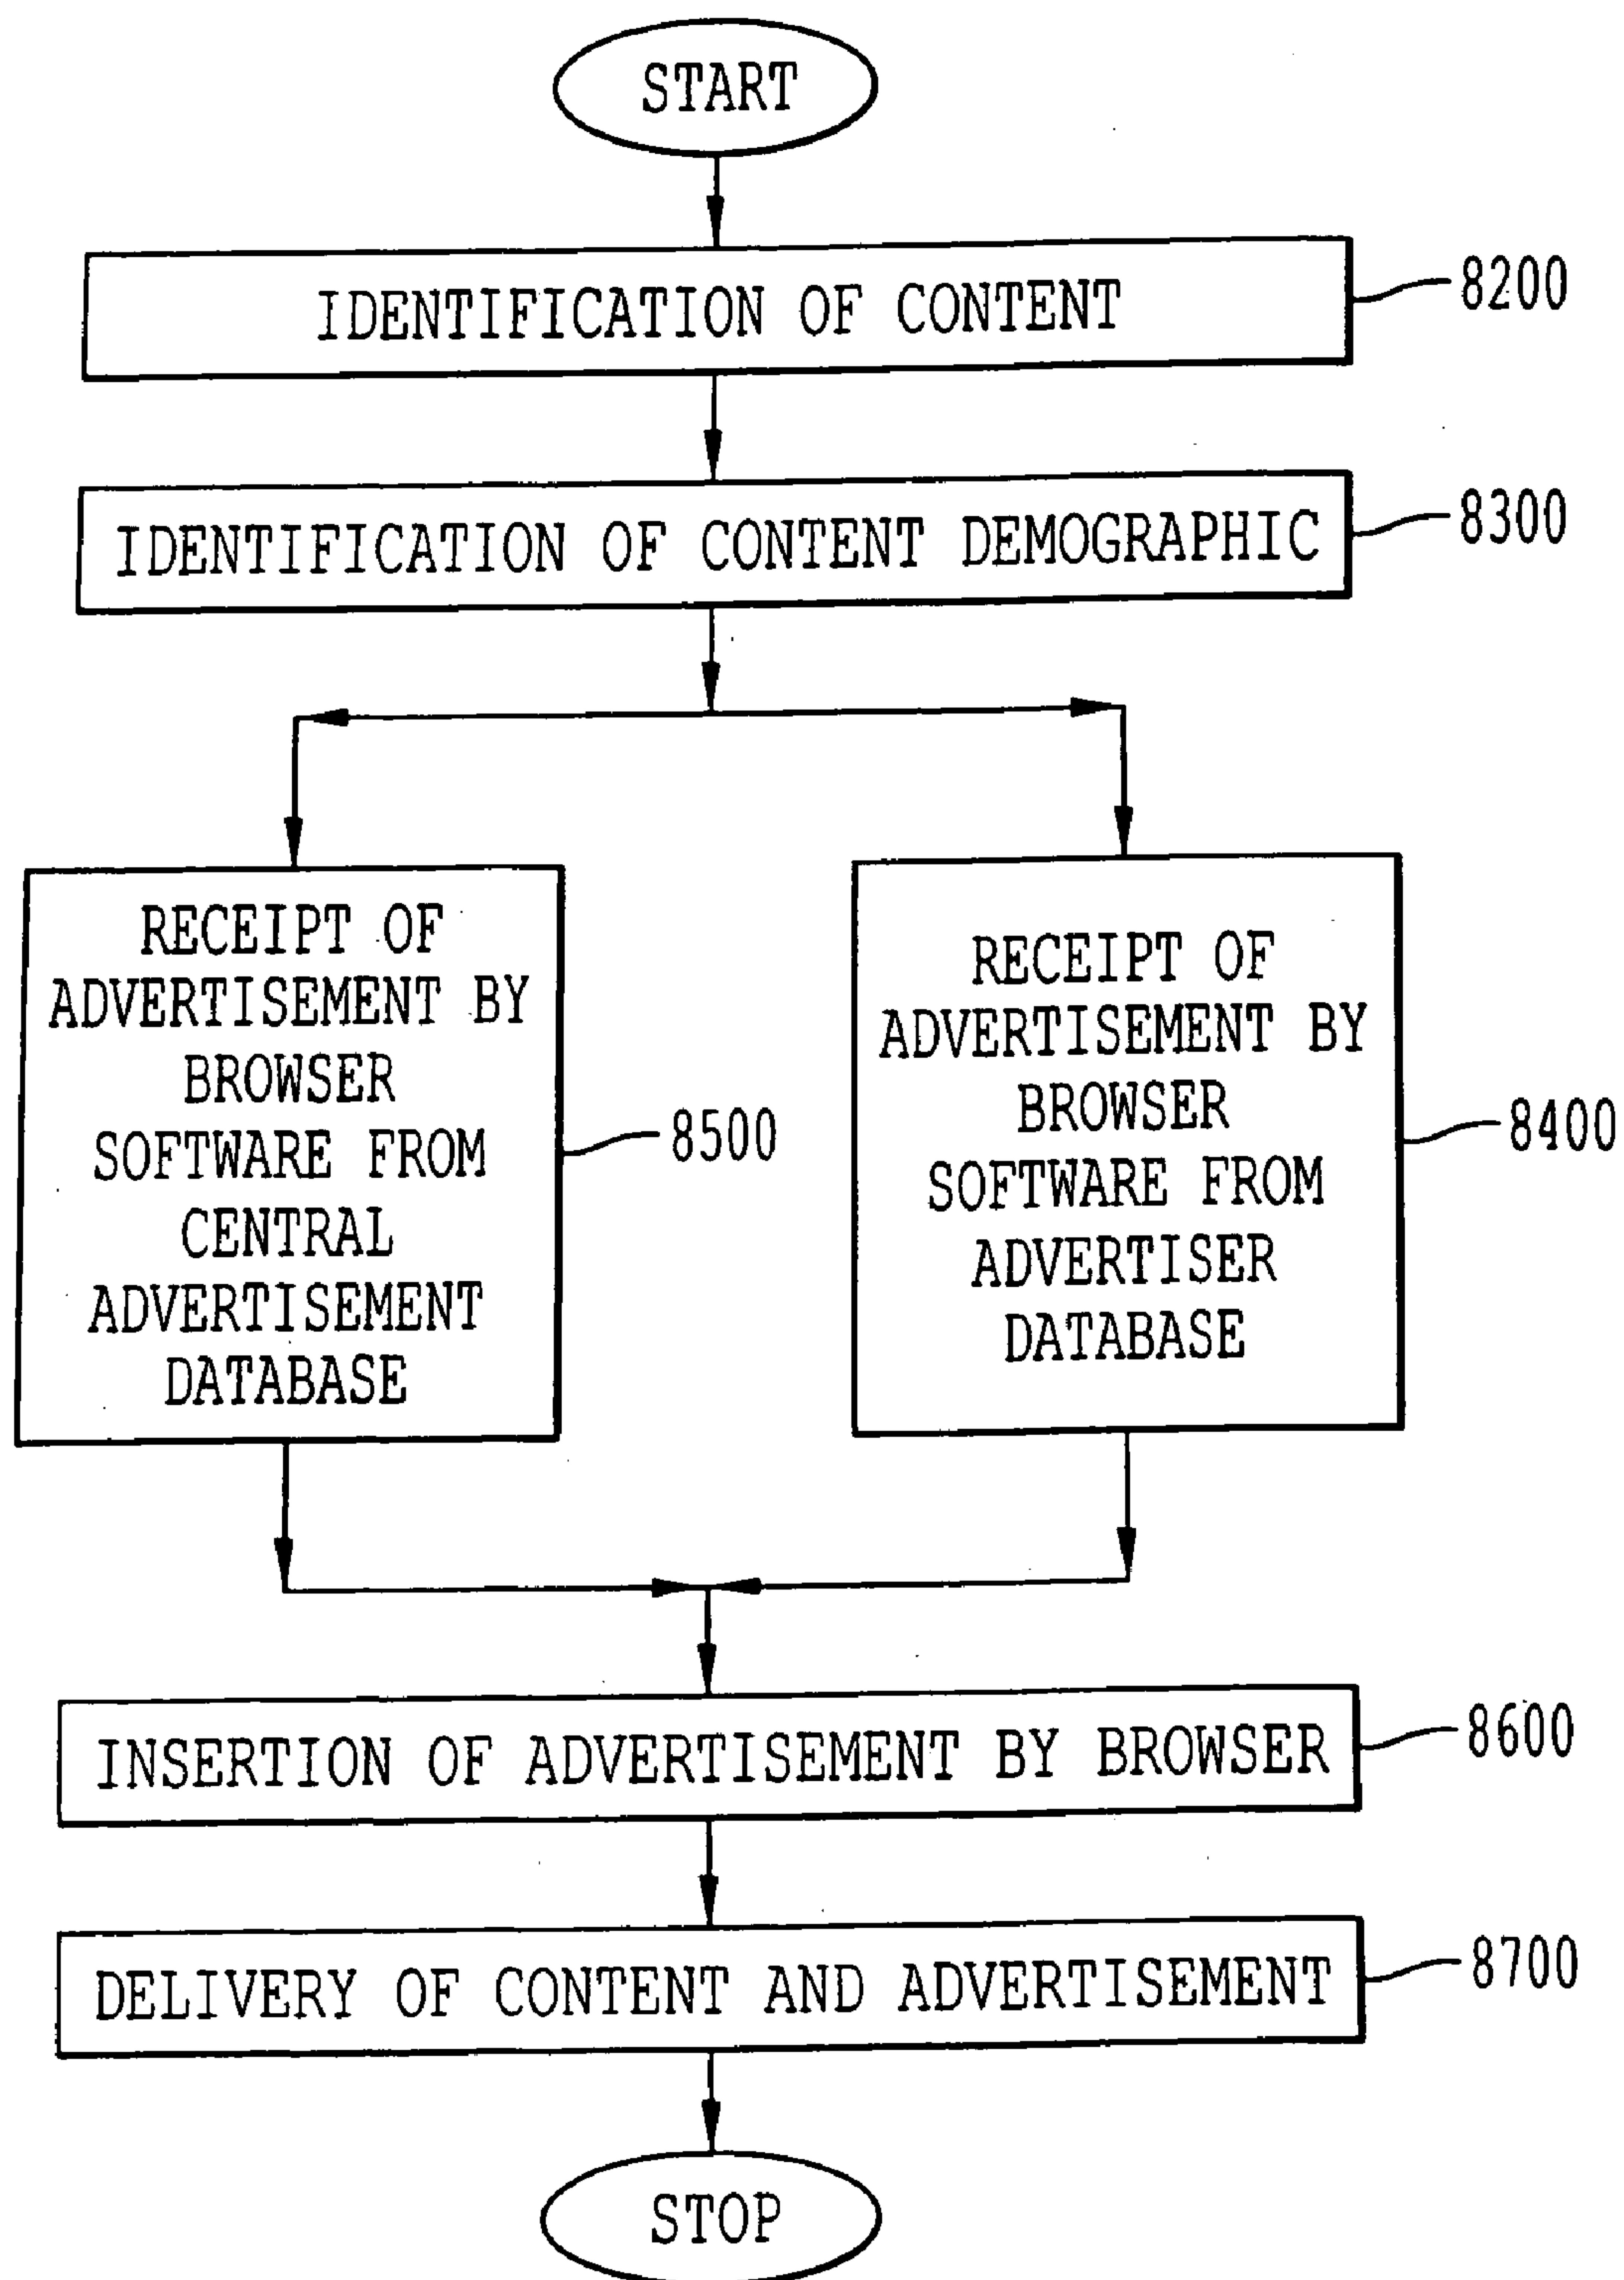 START
IDENTIFICATION OF CONTENT
8200
IDENTIFICATION OF CONTENT DEMOGRAPHIC
8300
RECEIPT OF
ADVERTISEMENT BY
BROWSER
SOFTWARE FROM
CENTRAL
ADVERTISEMENT
DATABASE
8500
RECEIPT OF
ADVERTISEMENT BY
BROWSER
SOFTWARE FROM
ADVERTISER
DATABASE
8400
INSERTION OF ADVERTISEMENT BY BROWSER
8600
DELIVERY OF CONTENT AND ADVERTISEMENT
8700
STOP